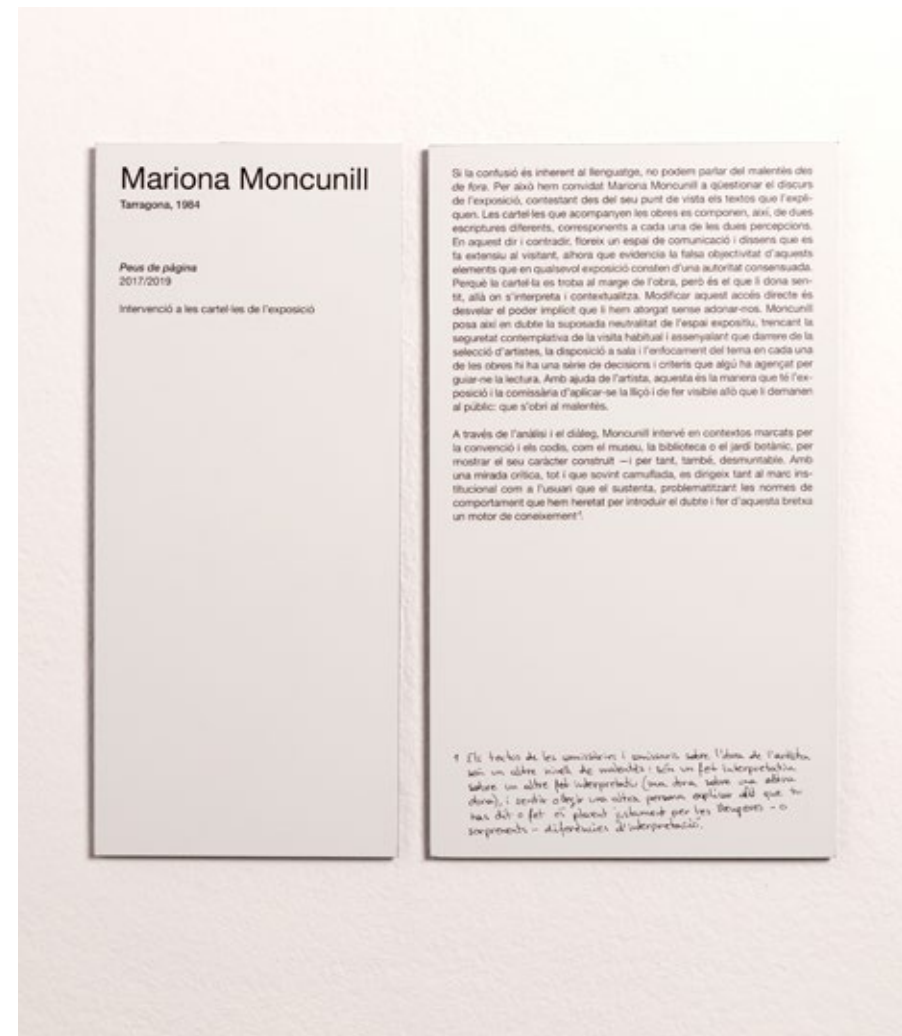 Mariona Moncunill
Tarragona, 1984
Peus de pàgina
2017/2019
Intervenció a les cartel·les de l'exposició
Si la confusió és inherent al llenguatge, no podem parlar del malentès des
de fora. Per això hem convidat Mariona Moncunill a qüestionar el discurs
de l'exposició, contestant des del seu punt de vista els textos que l'expli-
quen. Les cartel·les que acompanyen les obres es componen, així, de dues
escriptures diferents, corresponents a cada una de les dues percepcions.
En aquest dir i contradir, floreix un espai de comunicació i dissens que es
fa extensiu al visitant, alhora que evidencia la falsa objectivitat d'aquests
elements que en qualsevol exposició consten d'una autoritat consensuada.
Perquè la cartel·la es troba al marge de l'obra, però és el que li dona sen-
tit, allà on s'interpreta i contextualitza. Modificar aquest accés directe és
desvelar el poder implícit que li hem atorgat sense adonar-nos. Moncunill
posa així en dubte la suposada neutralitat de l'espai expositiu, trencant la
seguretat contemplativa de la visita habitual i assenyalant que darrere de la
selecció d'artistes, la disposició a sala i l'enfocament del tema en cada una
de les obres hi ha una sèrie de decisions i criteris que algú ha agençat per
guiar-ne la lectura. Amb ajuda de l'artista, aquesta és la manera que té l'ex-
posició i la comissària d'aplicar-se la lliçó i de fer visible allò que li demanen
al públic: que s'obri al malentès.
A través de l'anàlisi i el diàleg, Moncunill intervé en contextos marcats per
la convenció i els codis, com el museu, la biblioteca o el jardí botànic, per
mostrar el seu caràcter construït —i per tant, també, desmuntable. Amb
una mirada crítica, tot i que sovint camuflada, es dirigeix tant al marc ins-
titucional com a l'usuari que el sustenta, problematitzant les normes de
comportament que hem heretat per introduir el dubte i fer d'aquesta bretxa
un motor de coneixement¹.
1 Els textos de les comissàries i comissaris sobre l'obra de l'artista
són un altre nivell de malentès: són un fet interpretatiu
sobre un altre fet interpretatiu (una obra sobre una altra
obra), i sentir o llegir una altra persona explicar allò que tu
has dit o fet és plaent justament per les lleugeres - o
sorprenents - diferències d'interpretació.